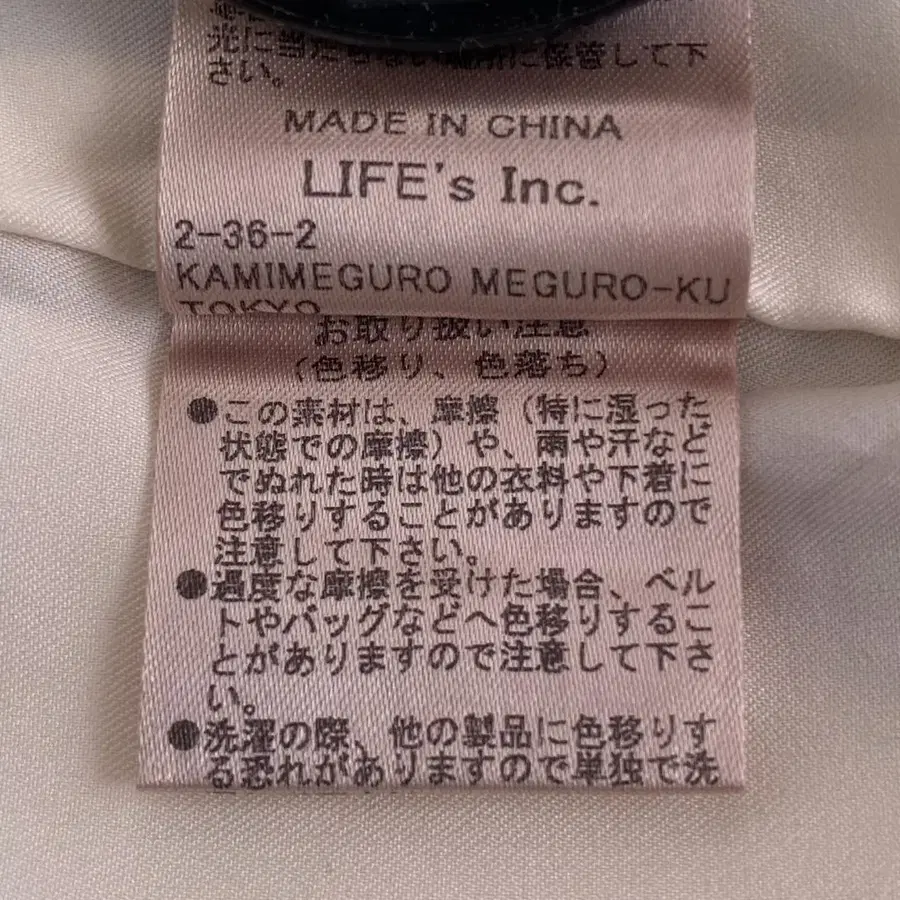 光に当たらない場所に保管して下
さい。
MADE IN CHINA
LIFE's Inc.
2-36-2
KAMIMEGURO MEGURO-KU
TOKYO
お取り扱い注意
(色移り、色落ち)
●この素材は、摩擦(特に湿った
状態での摩擦)や、雨や汗など
でぬれた時は他の衣料や下着に
色移りすることがありますので
注意して下さい。
●過度な摩擦を受けた場合、ベル
トやバッグなどへ色移りするこ
とがありますので注意して下さ
い。
●洗濯の際、他の製品に色移りす
る恐れがありますので単独で洗